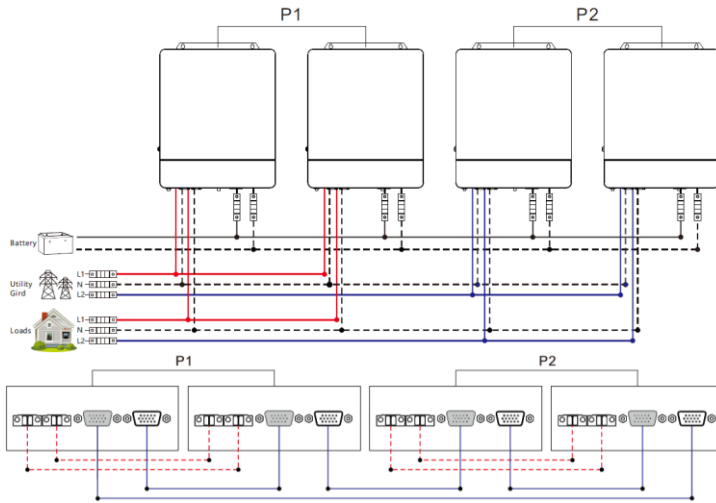 P1 P2
Battery
L1
Utility N
Gird L2
L1
Loads N
L2
P1 P2